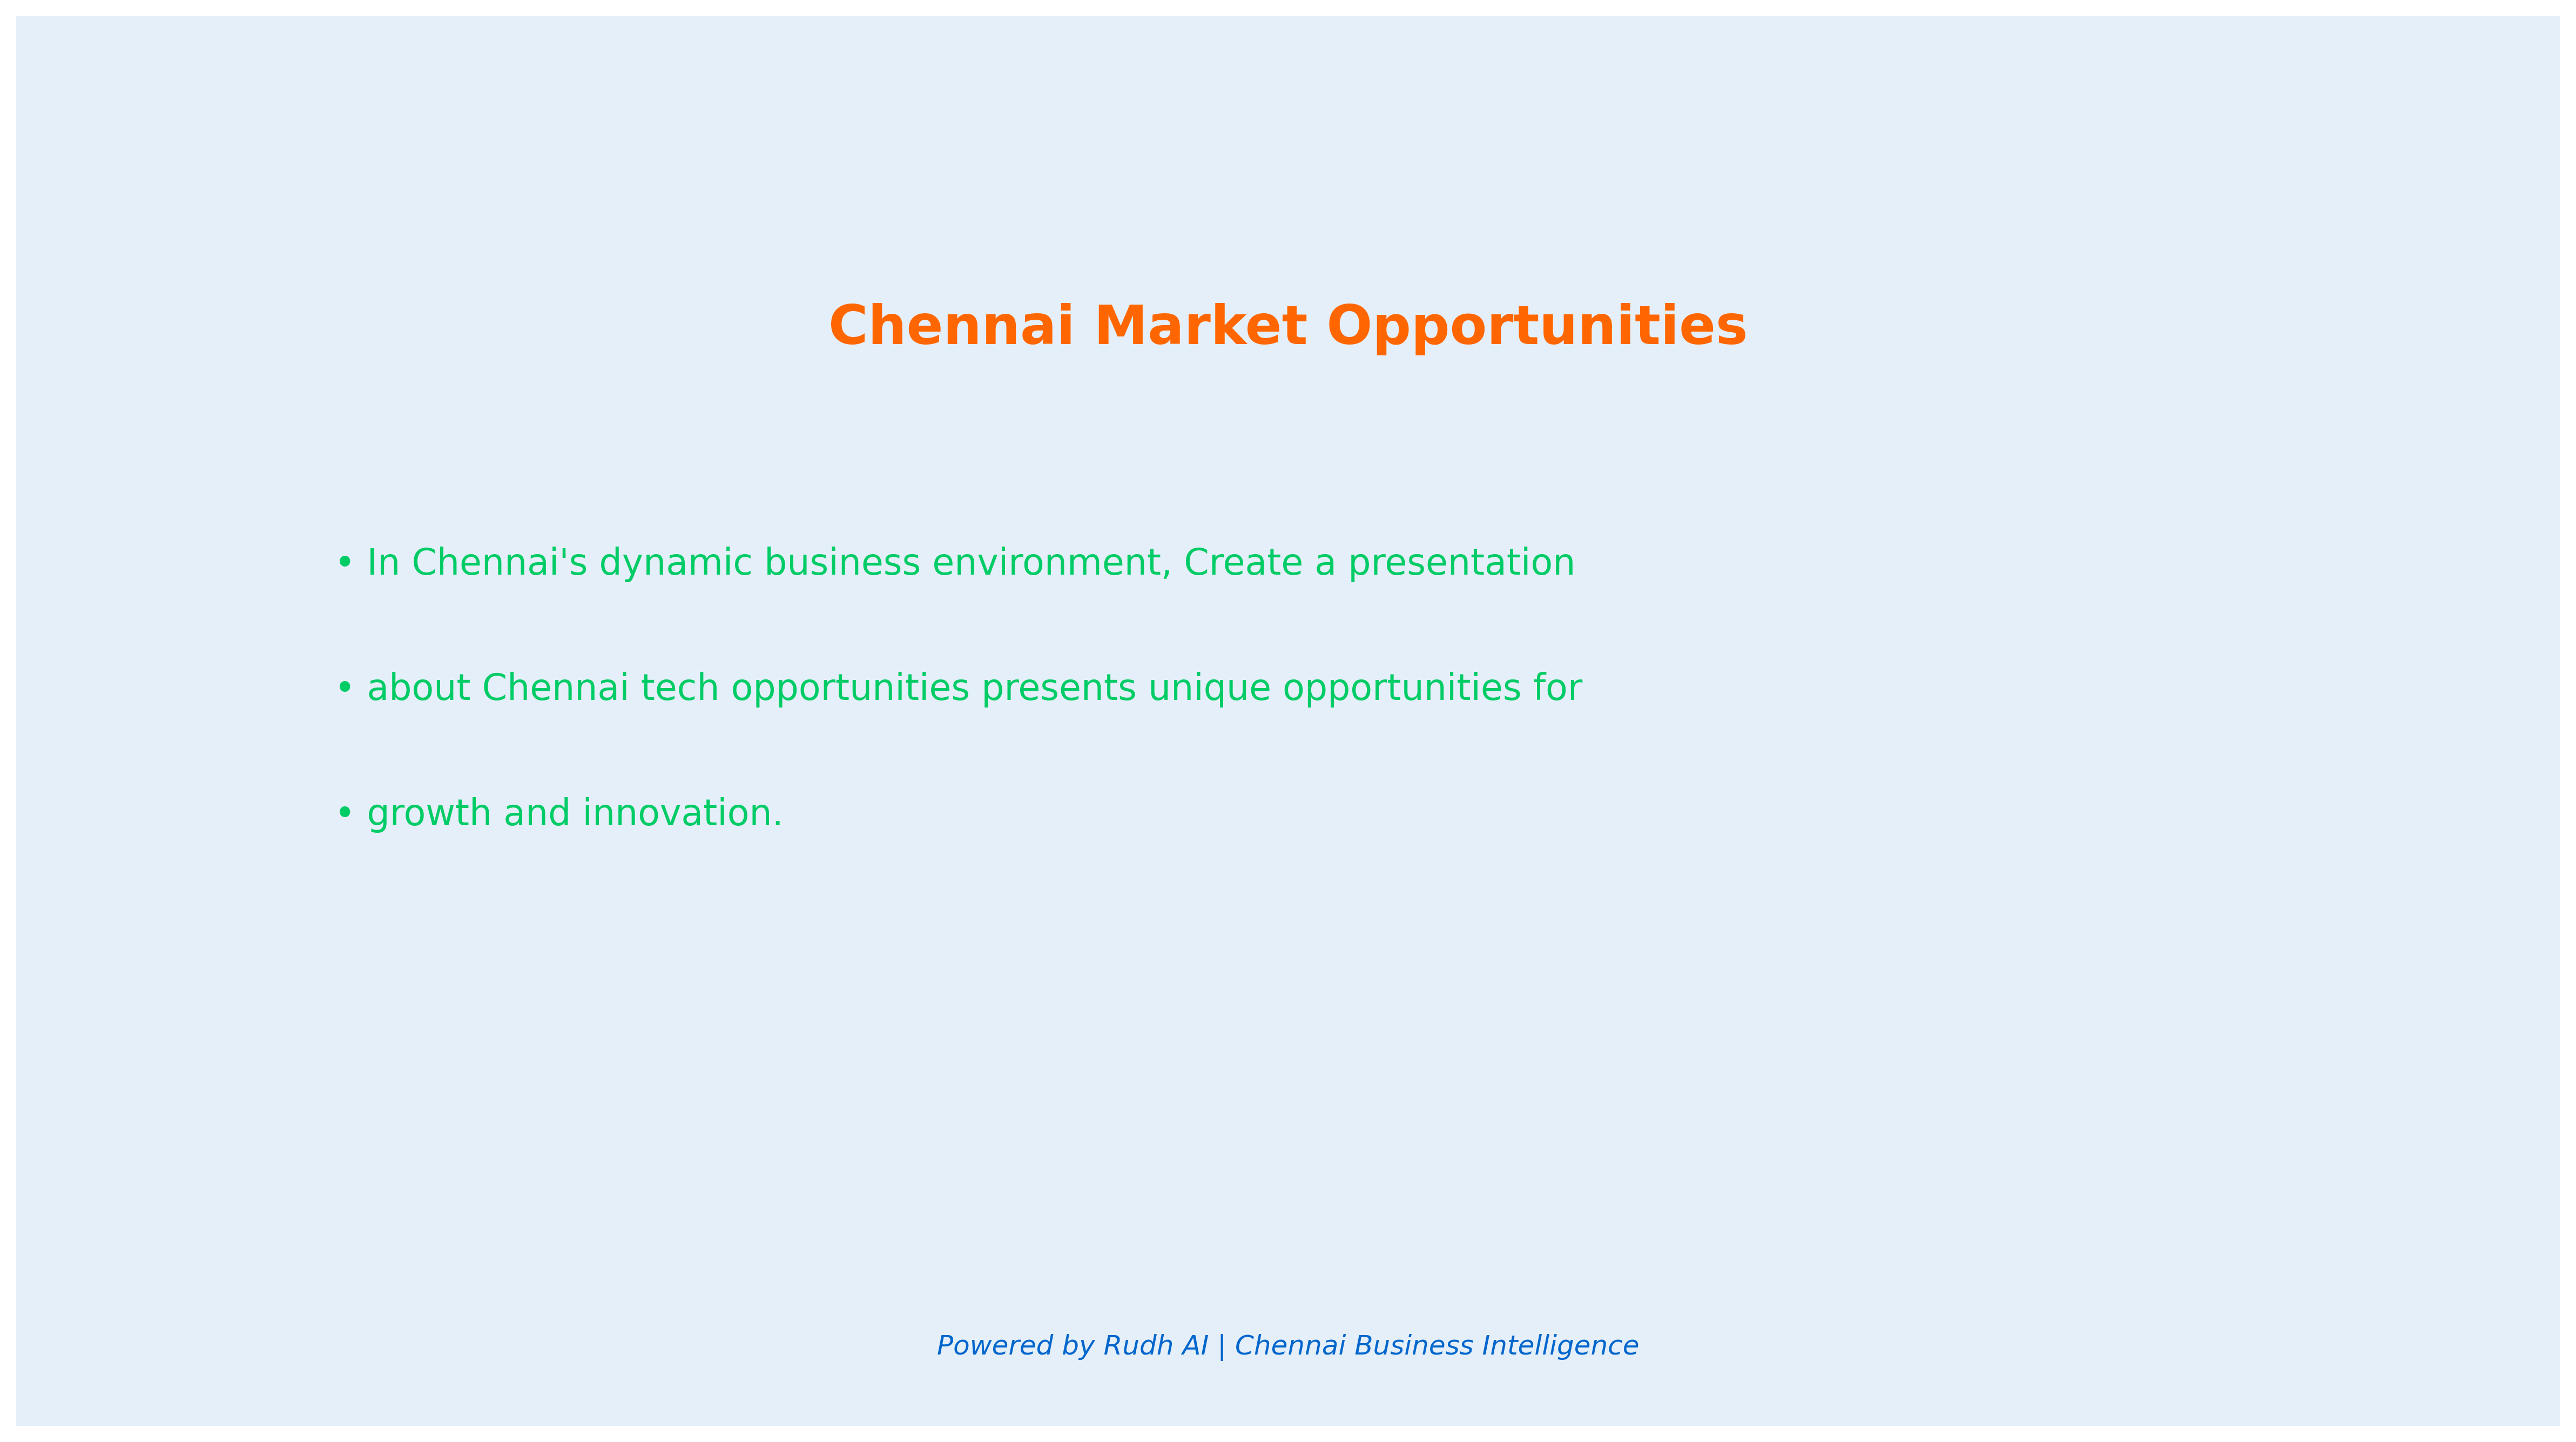 Chennai Market Opportunities
• In Chennai's dynamic business environment, Create a presentation
• about Chennai tech opportunities presents unique opportunities for
• growth and innovation.
Powered by Rudh AI | Chennai Business Intelligence